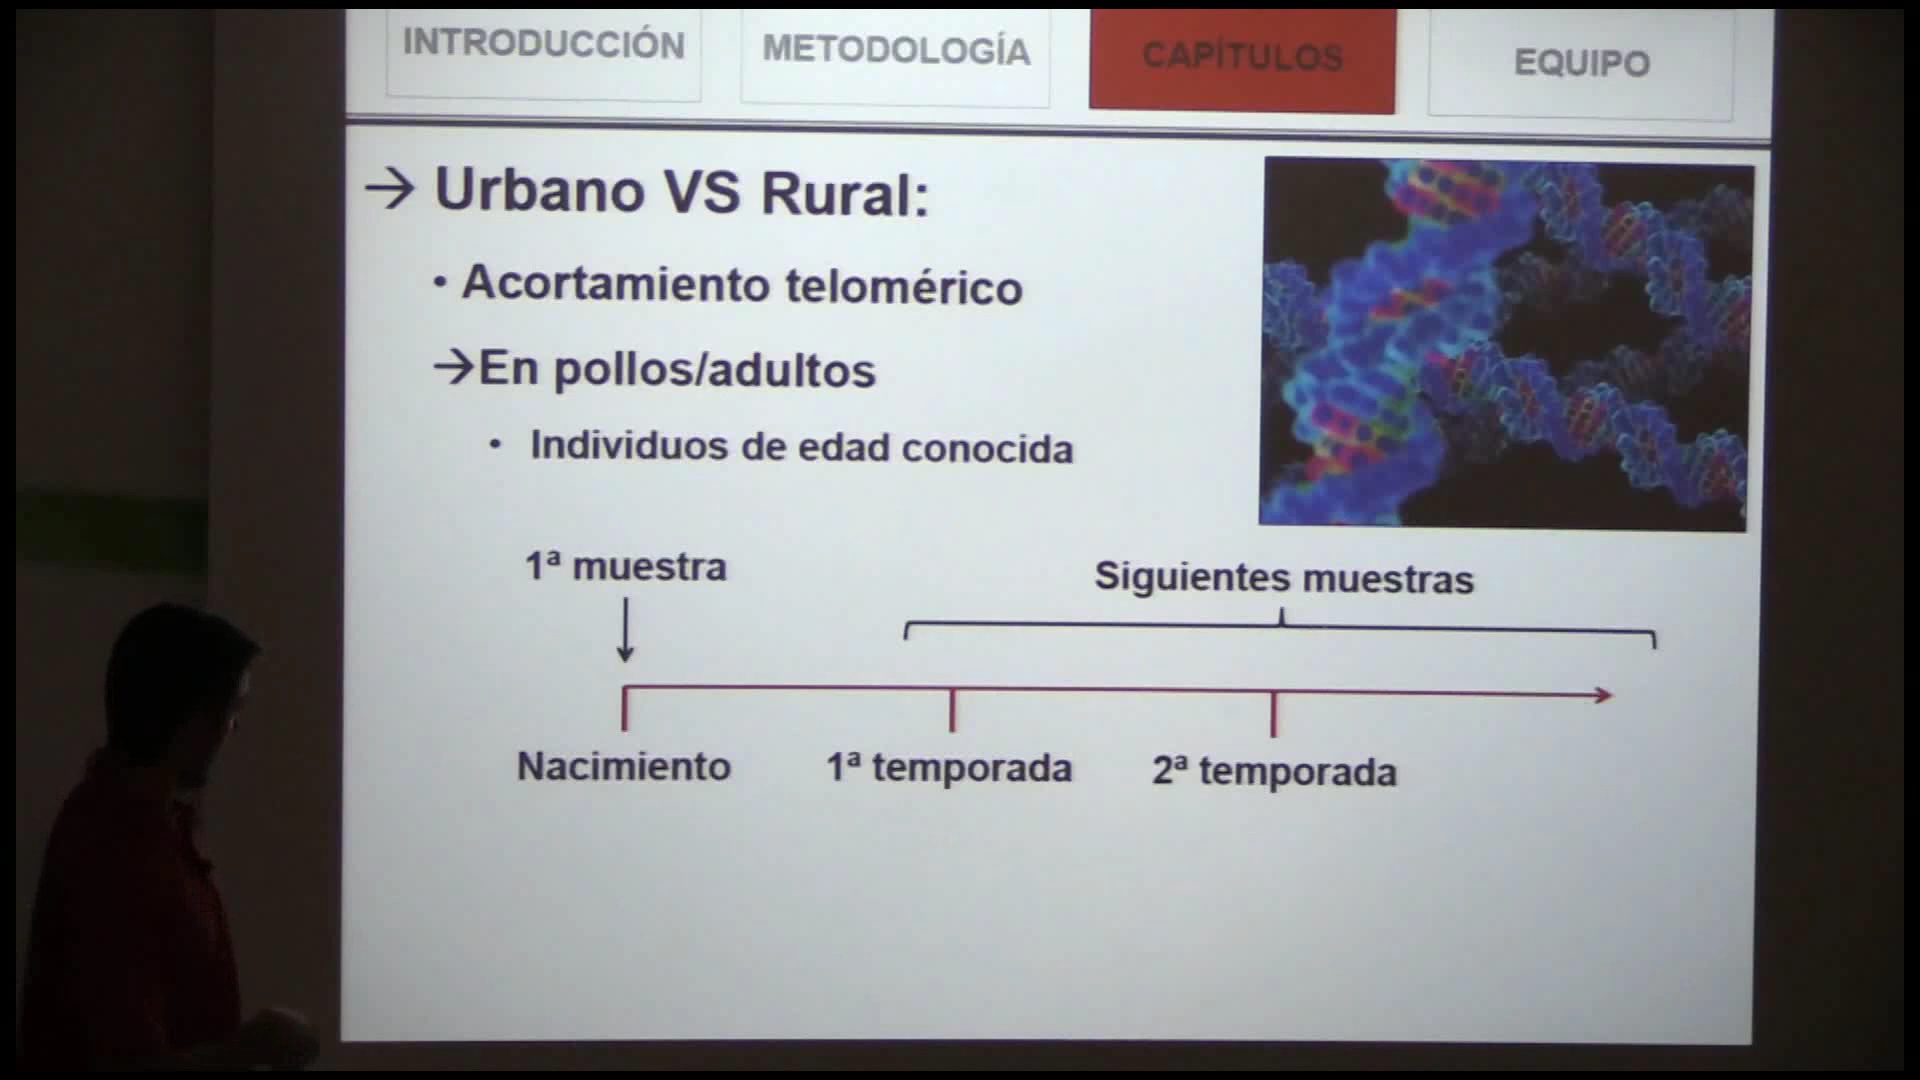 INTRODUCCIÓN
METODOLOGÍA
CAPÍTULOS
EQUIPO
→ Urbano VS Rural:
• Acortamiento telomérico
→En pollos/adultos
• Individuos de edad conocida
1ª muestra
Siguientes muestras
Nacimiento
1ª temporada
2ª temporada